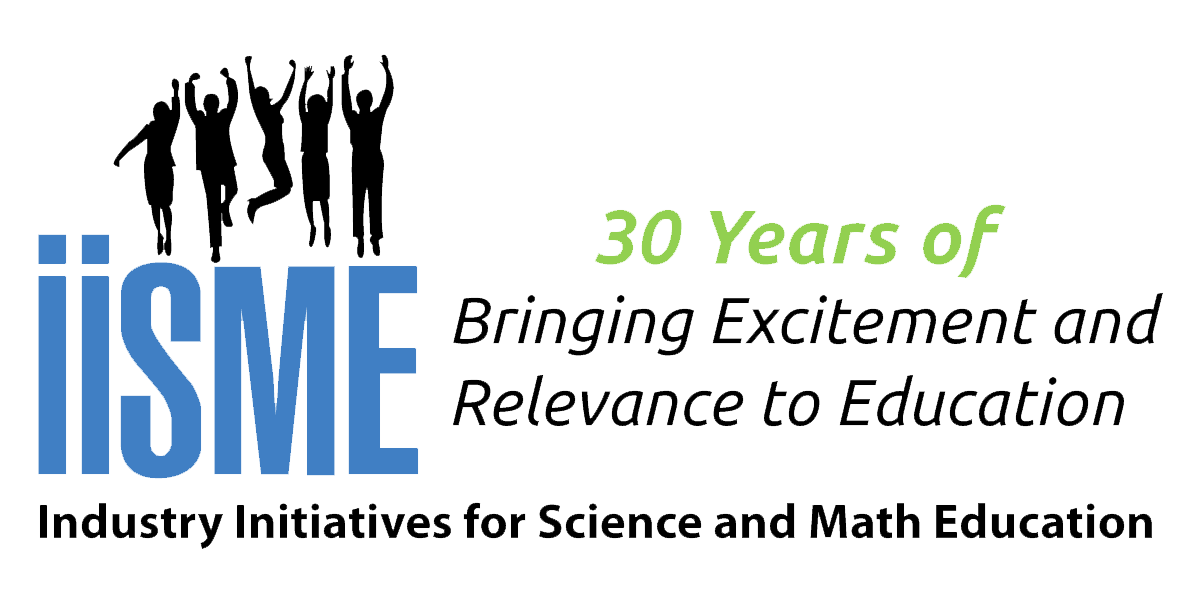 iiSME
30 Years of
Bringing Excitement and
Relevance to Education
Industry Initiatives for Science and Math Education